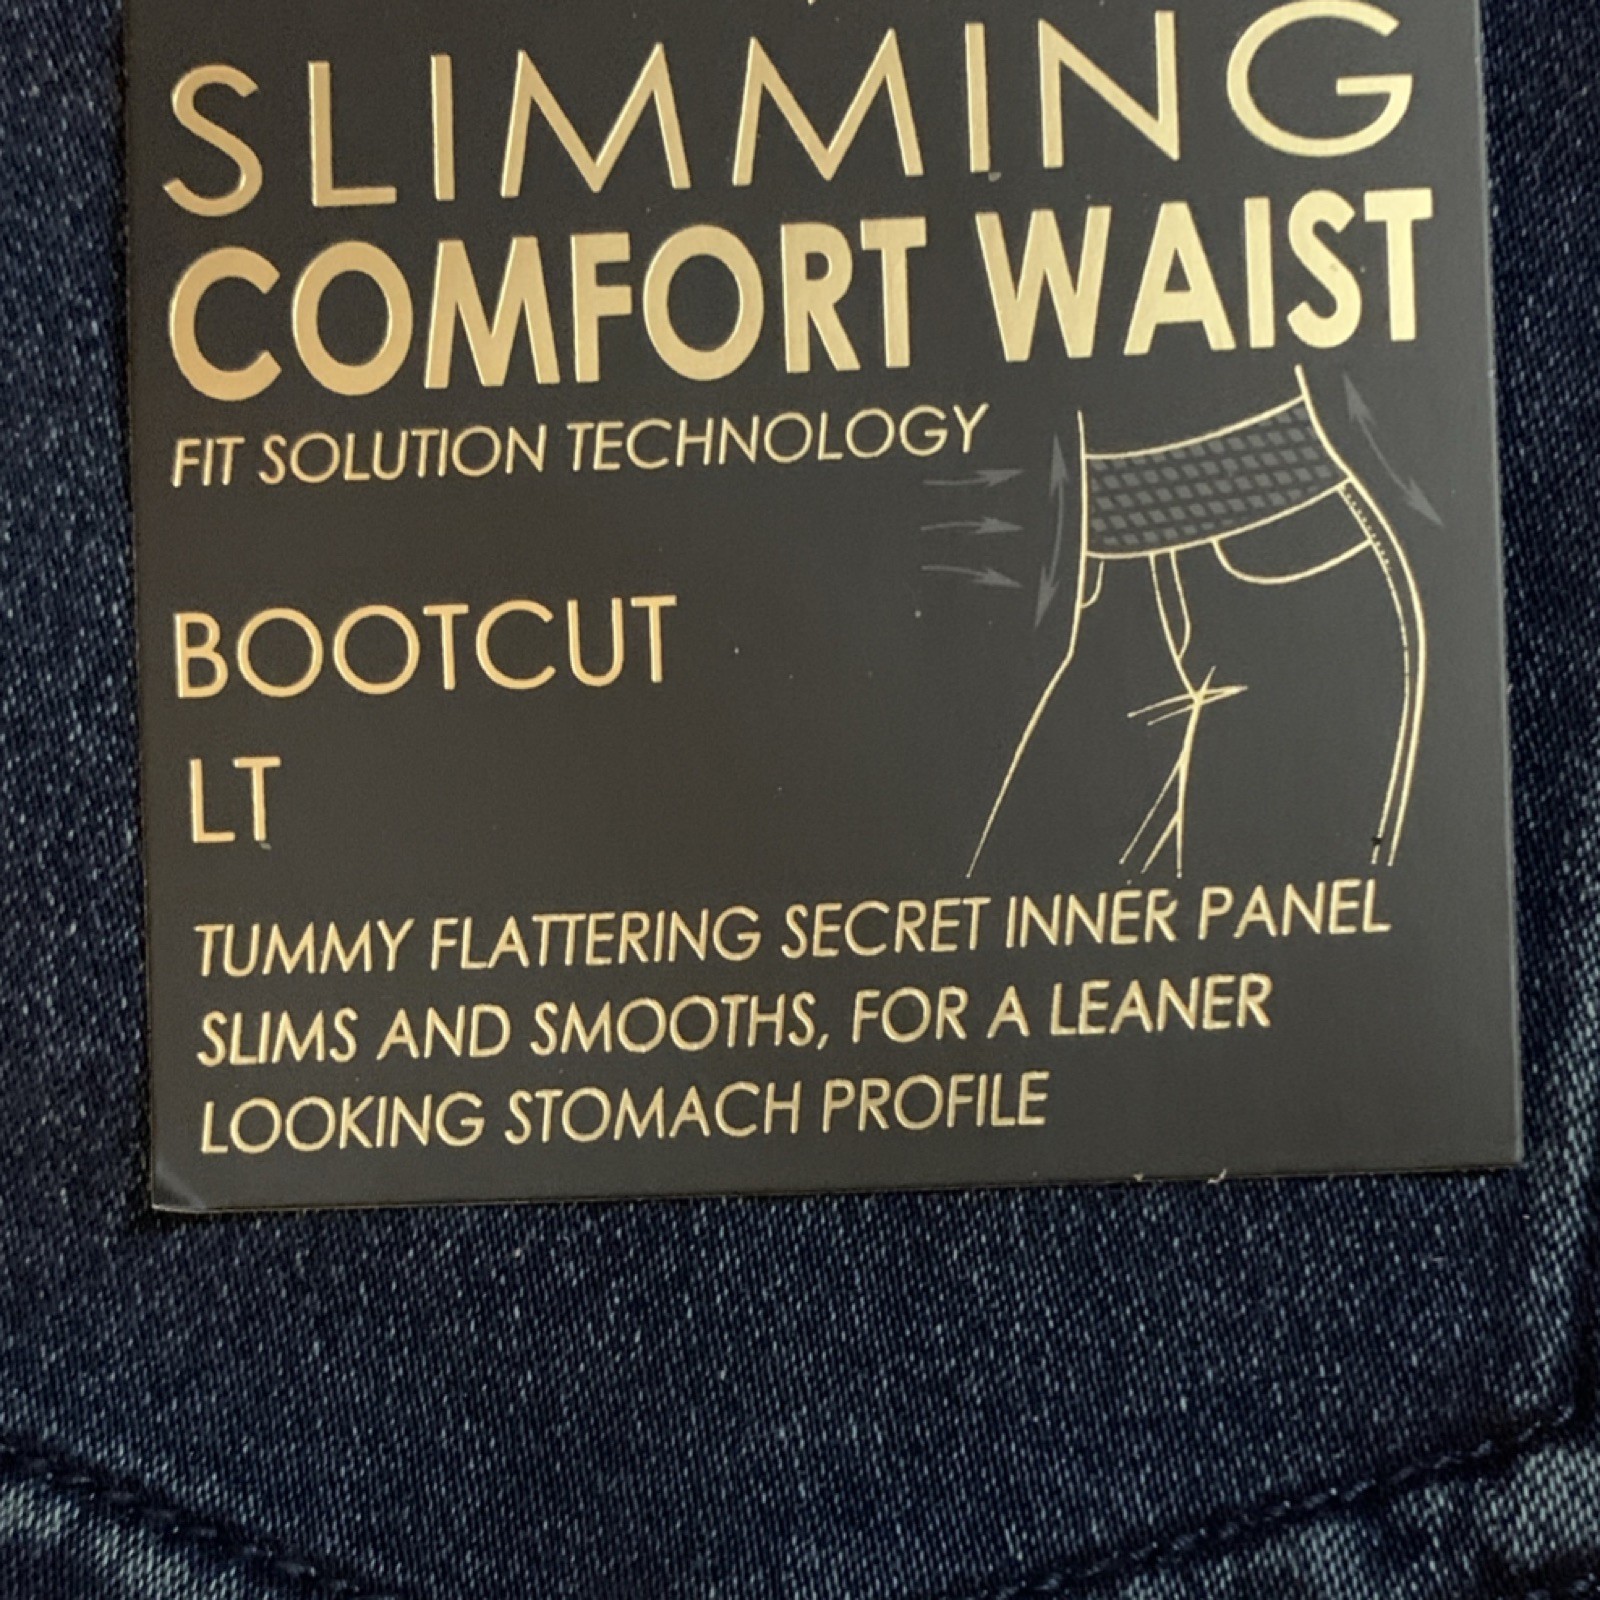 SLIMMING
COMFORT WAIST
FIT SOLUTION TECHNOLOGY
BOOTCUT
LT
TUMMY FLATTERING SECRET INNER PANEL
SLIMS AND SMOOTHS, FOR A LEANER
LOOKING STOMACH PROFILE